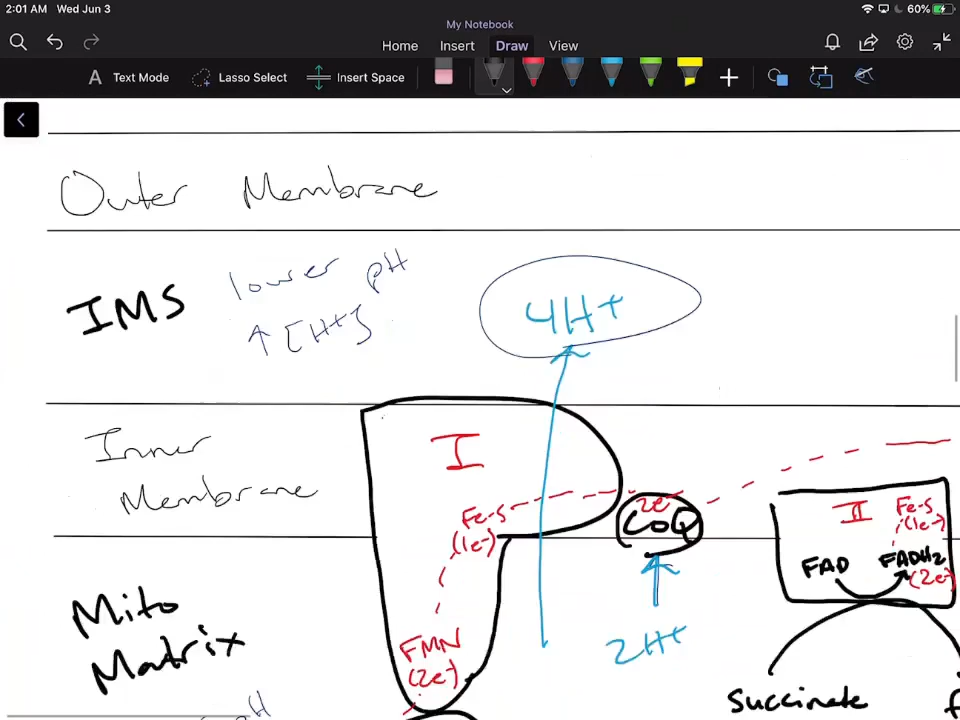 2:01 AM Wed Jun 3
60%
My Notebook
Home Insert Draw View
A Text Mode Lasso Select Insert Space
Outer Membrane
IMS lower pH
↑ [H+]
4H+
Inner
Membrane
I
Fe-S
(1e-)
2e-
CoQ
II
Fe-S
(1e-)
FAD
FADH2
(2e-)
Mito
Matrix
FMN
(2e-)
2H+
Succinate
f
pH